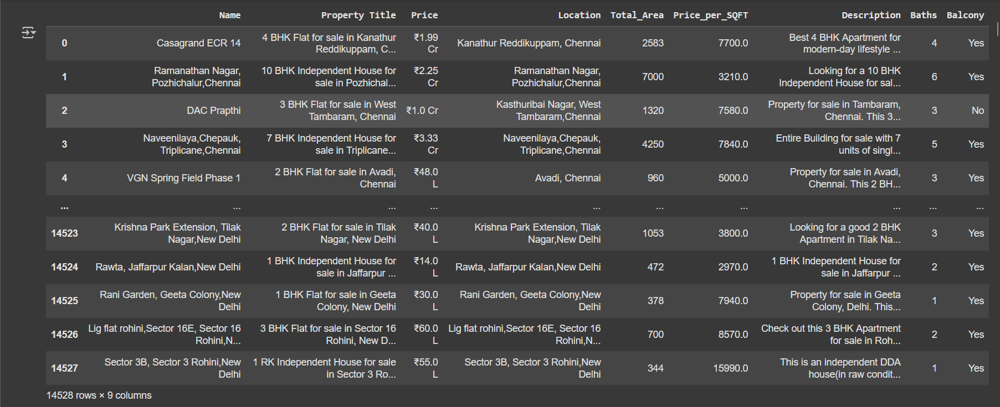 Name Property Title Price Location Total_Area Price_per_SQFT Description Baths Balcony
0 Casagrand ECR 14 4 BHK Flat for sale in Kanathur Reddikuppam, C... ₹1.99 Cr Kanathur Reddikuppam, Chennai 2583 7700.0 Best 4 BHK Apartment for modern-day lifestyle ... 4 Yes
1 Ramanathan Nagar, Pozhichalur,Chennai 10 BHK Independent House for sale in Pozhichal... ₹2.25 Cr Ramanathan Nagar, Pozhichalur,Chennai 7000 3210.0 Looking for a 10 BHK Independent House for sal... 6 Yes
2 DAC Prapthi 3 BHK Flat for sale in West Tambaram, Chennai ₹1.0 Cr Kasthuribai Nagar, West Tambaram,Chennai 1320 7580.0 Property for sale in Tambaram, Chennai. This 3... 3 No
3 Naveenilaya,Chepauk, Triplicane,Chennai 7 BHK Independent House for sale in Triplicane... ₹3.33 Cr Naveenilaya,Chepauk, Triplicane,Chennai 4250 7840.0 Entire Building for sale with 7 units of singl... 5 Yes
4 VGN Spring Field Phase 1 2 BHK Flat for sale in Avadi, Chennai ₹48.0 L Avadi, Chennai 960 5000.0 Property for sale in Avadi, Chennai. This 2 BH... 3 Yes
... ... ... ... ... ... ... ... ... ...
14523 Krishna Park Extension, Tilak Nagar,New Delhi 2 BHK Flat for sale in Tilak Nagar, New Delhi ₹40.0 L Krishna Park Extension, Tilak Nagar,New Delhi 1053 3800.0 Looking for a good 2 BHK Apartment in Tilak Na... 3 Yes
14524 Rawta, Jaffarpur Kalan,New Delhi 1 BHK Independent House for sale in Jaffarpur ... ₹14.0 L Rawta, Jaffarpur Kalan,New Delhi 472 2970.0 1 BHK Independent House for sale in Jaffarpur ... 2 Yes
14525 Rani Garden, Geeta Colony,New Delhi 1 BHK Flat for sale in Geeta Colony, New Delhi ₹30.0 L Rani Garden, Geeta Colony,New Delhi 378 7940.0 Property for sale in Geeta Colony, Delhi. This... 1 Yes
14526 Lig flat rohini,Sector 16E, Sector 16 Rohini,N... 3 BHK Flat for sale in Sector 16 Rohini, New D... ₹60.0 L Lig flat rohini,Sector 16E, Sector 16 Rohini,N... 700 8570.0 Check out this 3 BHK Apartment for sale in Roh... 2 Yes
14527 Sector 3B, Sector 3 Rohini,New Delhi 1 RK Independent House for sale in Sector 3 Ro... ₹55.0 L Sector 3B, Sector 3 Rohini,New Delhi 344 15990.0 This is an independent DDA house(in raw condit... 1 Yes
14528 rows × 9 columns